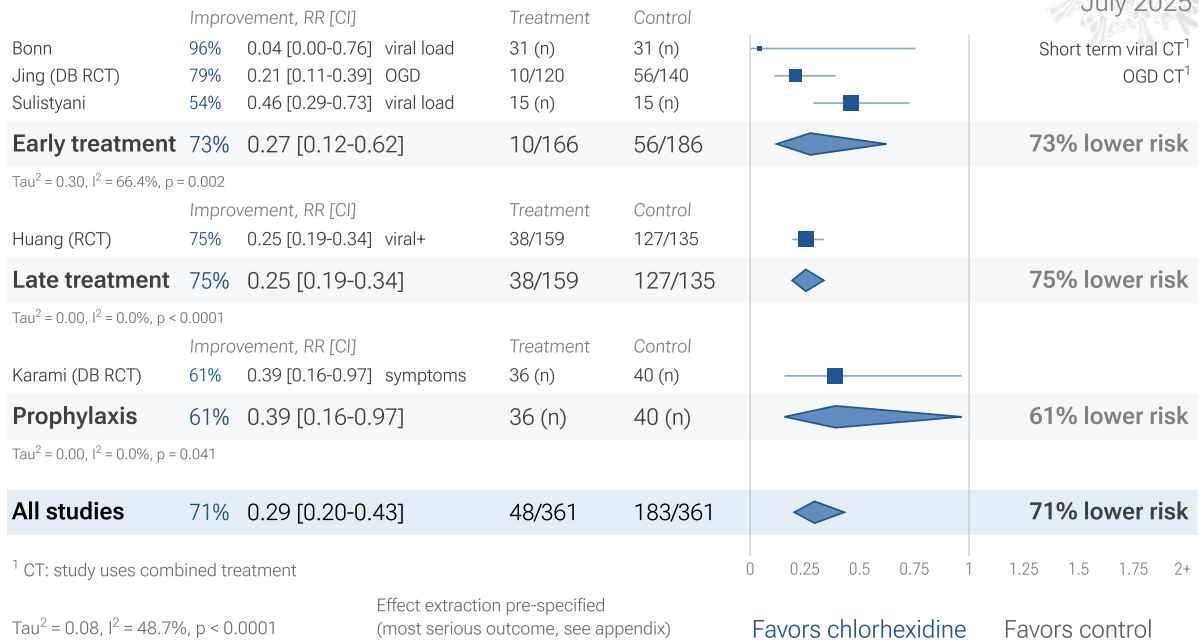 July 2025
Improvement, RR [CI] Treatment Control
Bonn 96% 0.04 [0.00-0.76] viral load 31 (n) 31 (n) Short term viral CT¹
Jing (DB RCT) 79% 0.21 [0.11-0.39] OGD 10/120 56/140 OGD CT¹
Sulistyani 54% 0.46 [0.29-0.73] viral load 15 (n) 15 (n)
Early treatment 73% 0.27 [0.12-0.62] 10/166 56/186 73% lower risk
Tau² = 0.30, I² = 66.4%, p = 0.002
Improvement, RR [CI] Treatment Control
Huang (RCT) 75% 0.25 [0.19-0.34] viral+ 38/159 127/135
Late treatment 75% 0.25 [0.19-0.34] 38/159 127/135 75% lower risk
Tau² = 0.00, I² = 0.0%, p < 0.0001
Improvement, RR [CI] Treatment Control
Karami (DB RCT) 61% 0.39 [0.16-0.97] symptoms 36 (n) 40 (n)
Prophylaxis 61% 0.39 [0.16-0.97] 36 (n) 40 (n) 61% lower risk
Tau² = 0.00, I² = 0.0%, p = 0.041
All studies 71% 0.29 [0.20-0.43] 48/361 183/361 71% lower risk
¹ CT: study uses combined treatment 0 0.25 0.5 0.75 1 1.25 1.5 1.75 2+
Effect extraction pre-specified
Tau² = 0.08, I² = 48.7%, p < 0.0001 (most serious outcome, see appendix) Favors chlorhexidine Favors control